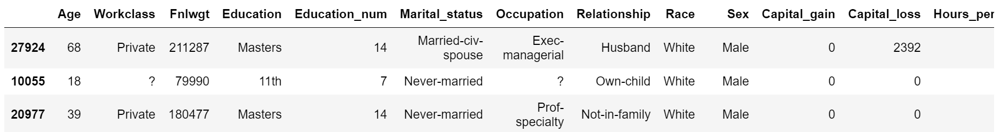 Age Workclass Fnlwgt Education Education_num Marital_status Occupation Relationship Race Sex Capital_gain Capital_loss Hours_per
27924 68 Private 211287 Masters 14 Married-civ-spouse Exec-managerial Husband White Male 0 2392
10055 18 ? 79990 11th 7 Never-married ? Own-child White Male 0 0
20977 39 Private 180477 Masters 14 Never-married Prof-specialty Not-in-family White Male 0 0